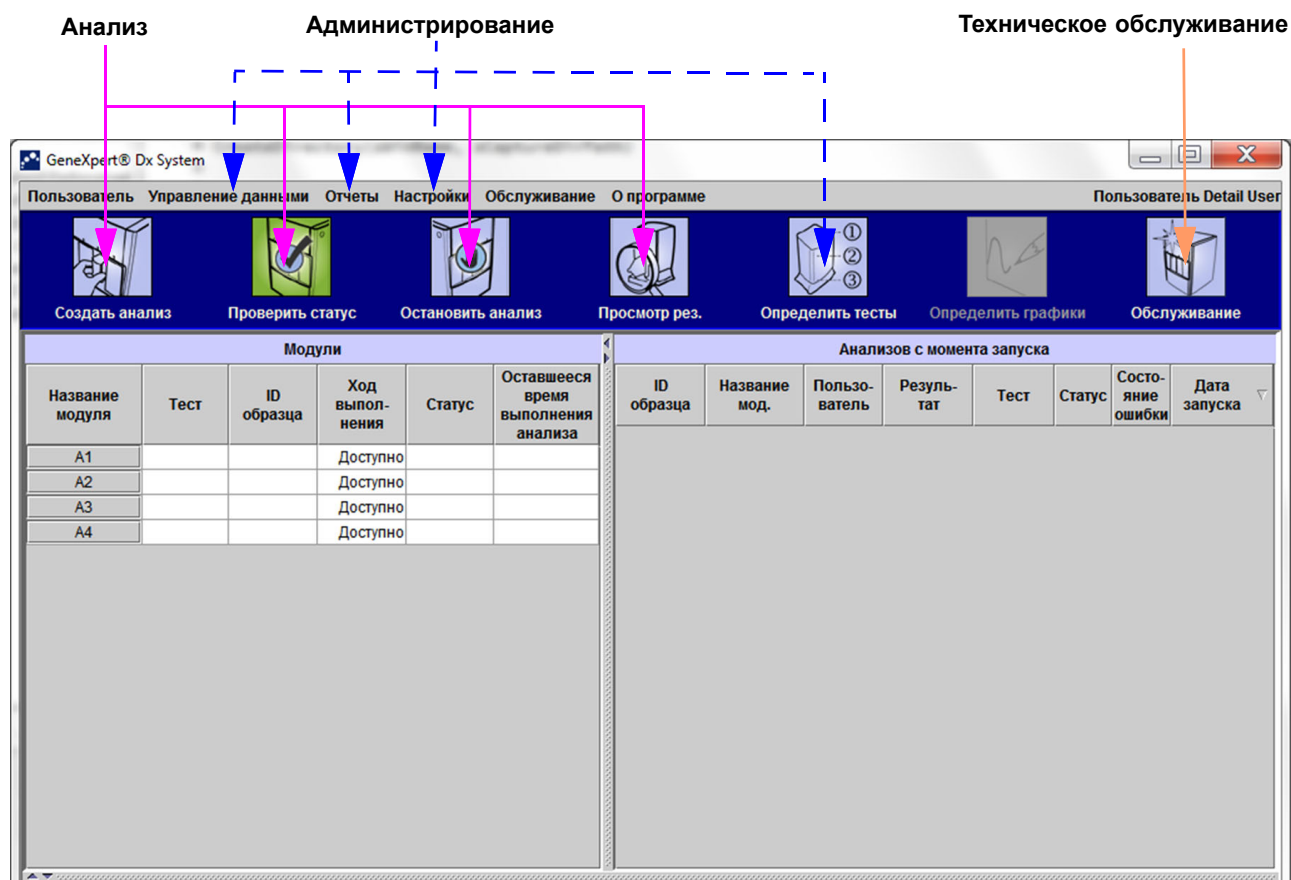 Анализ Администрирование Техническое обслуживание
GeneXpert® Dx System
Пользователь Управление данными Отчеты Настройки Обслуживание О программе Пользователь Detail User
① ② ③
Создать анализ Проверить статус Остановить анализ Просмотр рез. Определить тесты Определить графики Обслуживание
Модули Анализов с момента запуска
Название модуля Тест ID образца Ход выпол-нения Статус Оставшееся время выполнения анализа
ID образца Название мод. Пользо-ватель Резуль-тат Тест Статус Состо-яние ошибки Дата запуска
A1 Доступно
A2 Доступно
A3 Доступно
A4 Доступно